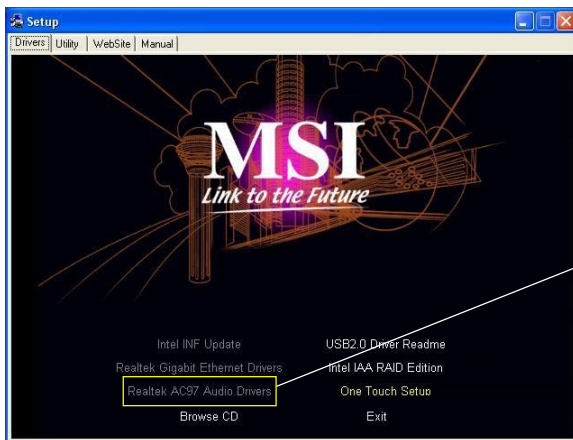 Setup
Drivers Utility WebSite Manual
MSI
Link to the Future
Intel INF Update
USB2.0 Driver Readme
Realtek Gigabit Ethernet Drivers
Intel IAA RAID Edition
Realtek AC97 Audio Drivers
One Touch Setup
Browse CD
Exit